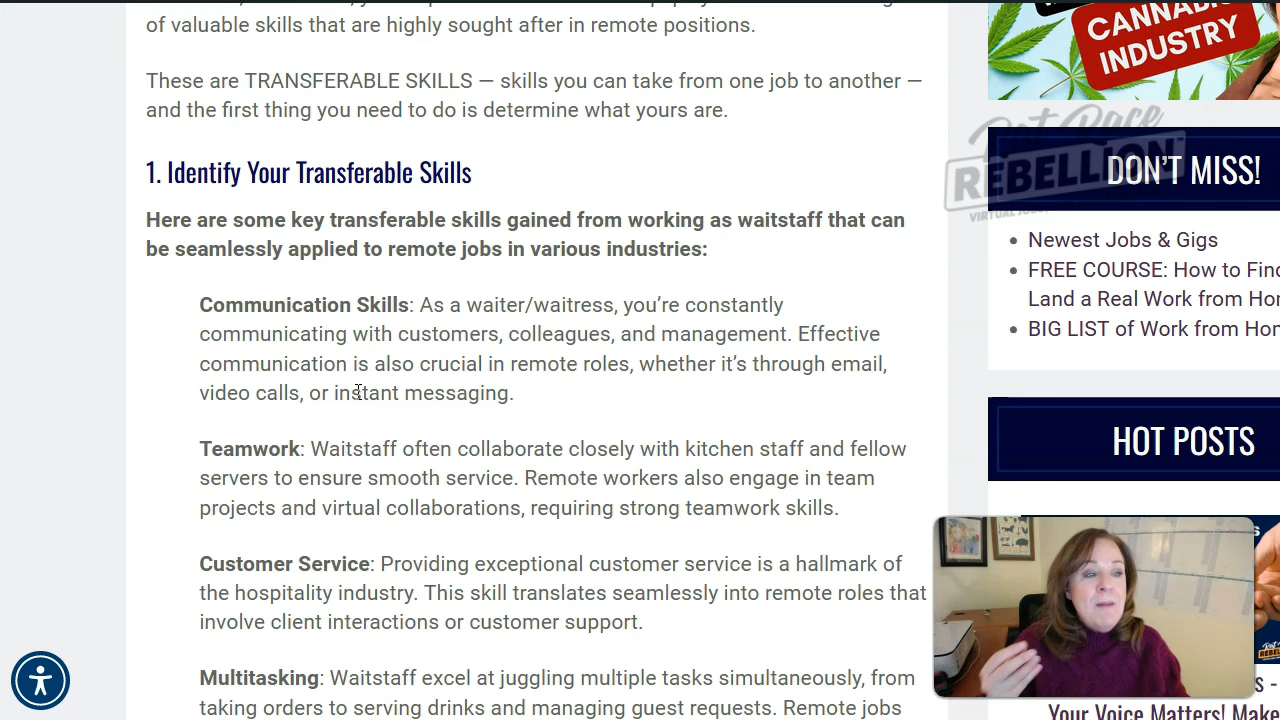 of valuable skills that are highly sought after in remote positions.
These are TRANSFERABLE SKILLS — skills you can take from one job to another —
and the first thing you need to do is determine what yours are.
1. Identify Your Transferable Skills
Here are some key transferable skills gained from working as waitstaff that can
be seamlessly applied to remote jobs in various industries:
Communication Skills: As a waiter/waitress, you’re constantly
communicating with customers, colleagues, and management. Effective
communication is also crucial in remote roles, whether it’s through email,
video calls, or instant messaging.
Teamwork: Waitstaff often collaborate closely with kitchen staff and fellow
servers to ensure smooth service. Remote workers also engage in team
projects and virtual collaborations, requiring strong teamwork skills.
Customer Service: Providing exceptional customer service is a hallmark of
the hospitality industry. This skill translates seamlessly into remote roles that
involve client interactions or customer support.
Multitasking: Waitstaff excel at juggling multiple tasks simultaneously, from
taking orders to serving drinks and managing guest requests. Remote jobs
CANNABIS
INDUSTRY
Rat Race
REBELLION
DON’T MISS!
Newest Jobs & Gigs
FREE COURSE: How to Find
Land a Real Work from Hom
BIG LIST of Work from Hom
HOT POSTS
Your Voice Matters! Make